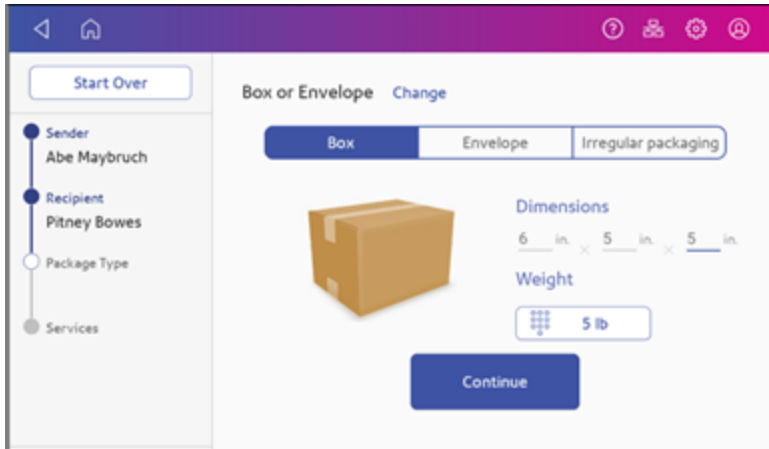 Start Over
Sender
Abe Maybruch
Recipient
Pitney Bowes
Package Type
Services
Box or Envelope Change
Box Envelope Irregular packaging
Dimensions
6 in. × 5 in. × 5 in.
Weight
5 lb
Continue